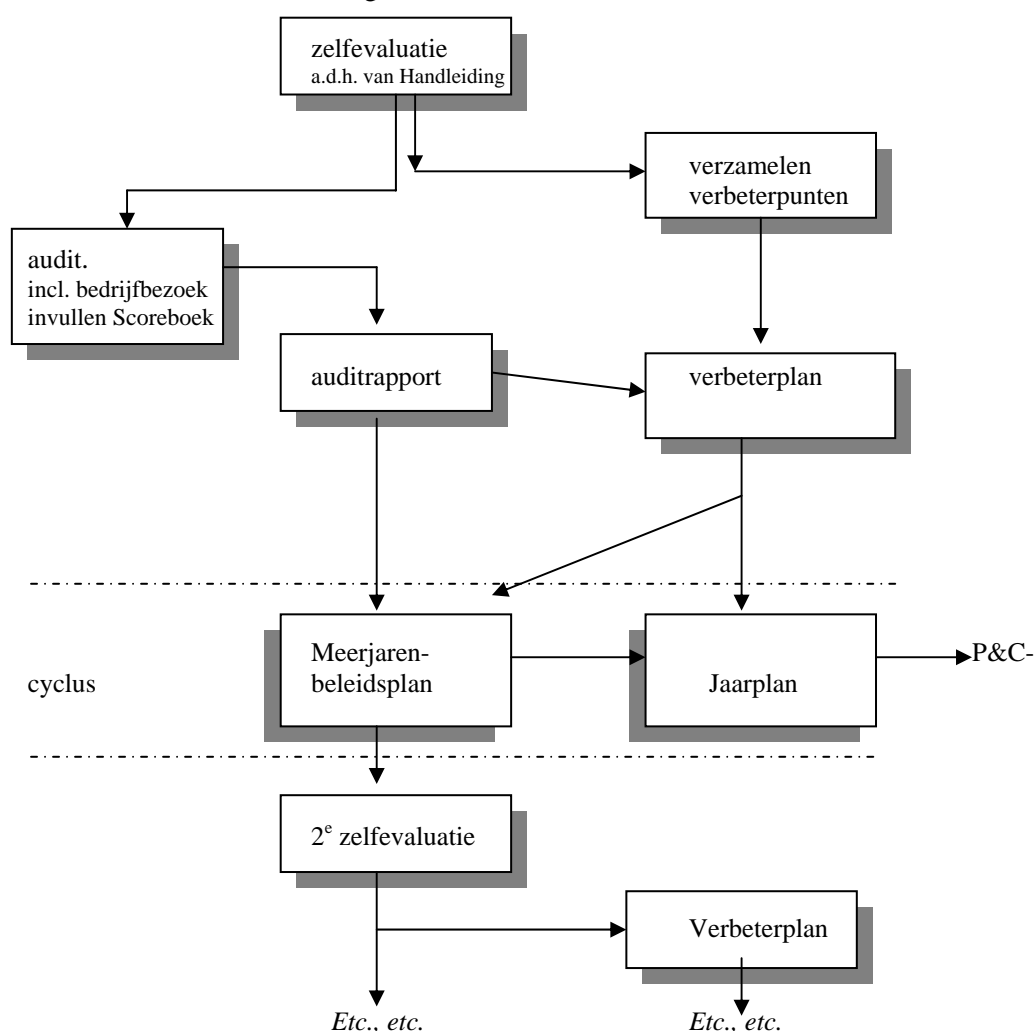 zelfevaluatie
a.d.h. van Handleiding
verzamelen
verbeterpunten
audit.
incl. bedrijfbezoek
invullen Scoreboek
auditrapport
verbeterplan
Meerjaren-
beleidsplan
Jaarplan
P&C-
cyclus
2e zelfevaluatie
Verbeterplan
Etc., etc.
Etc., etc.